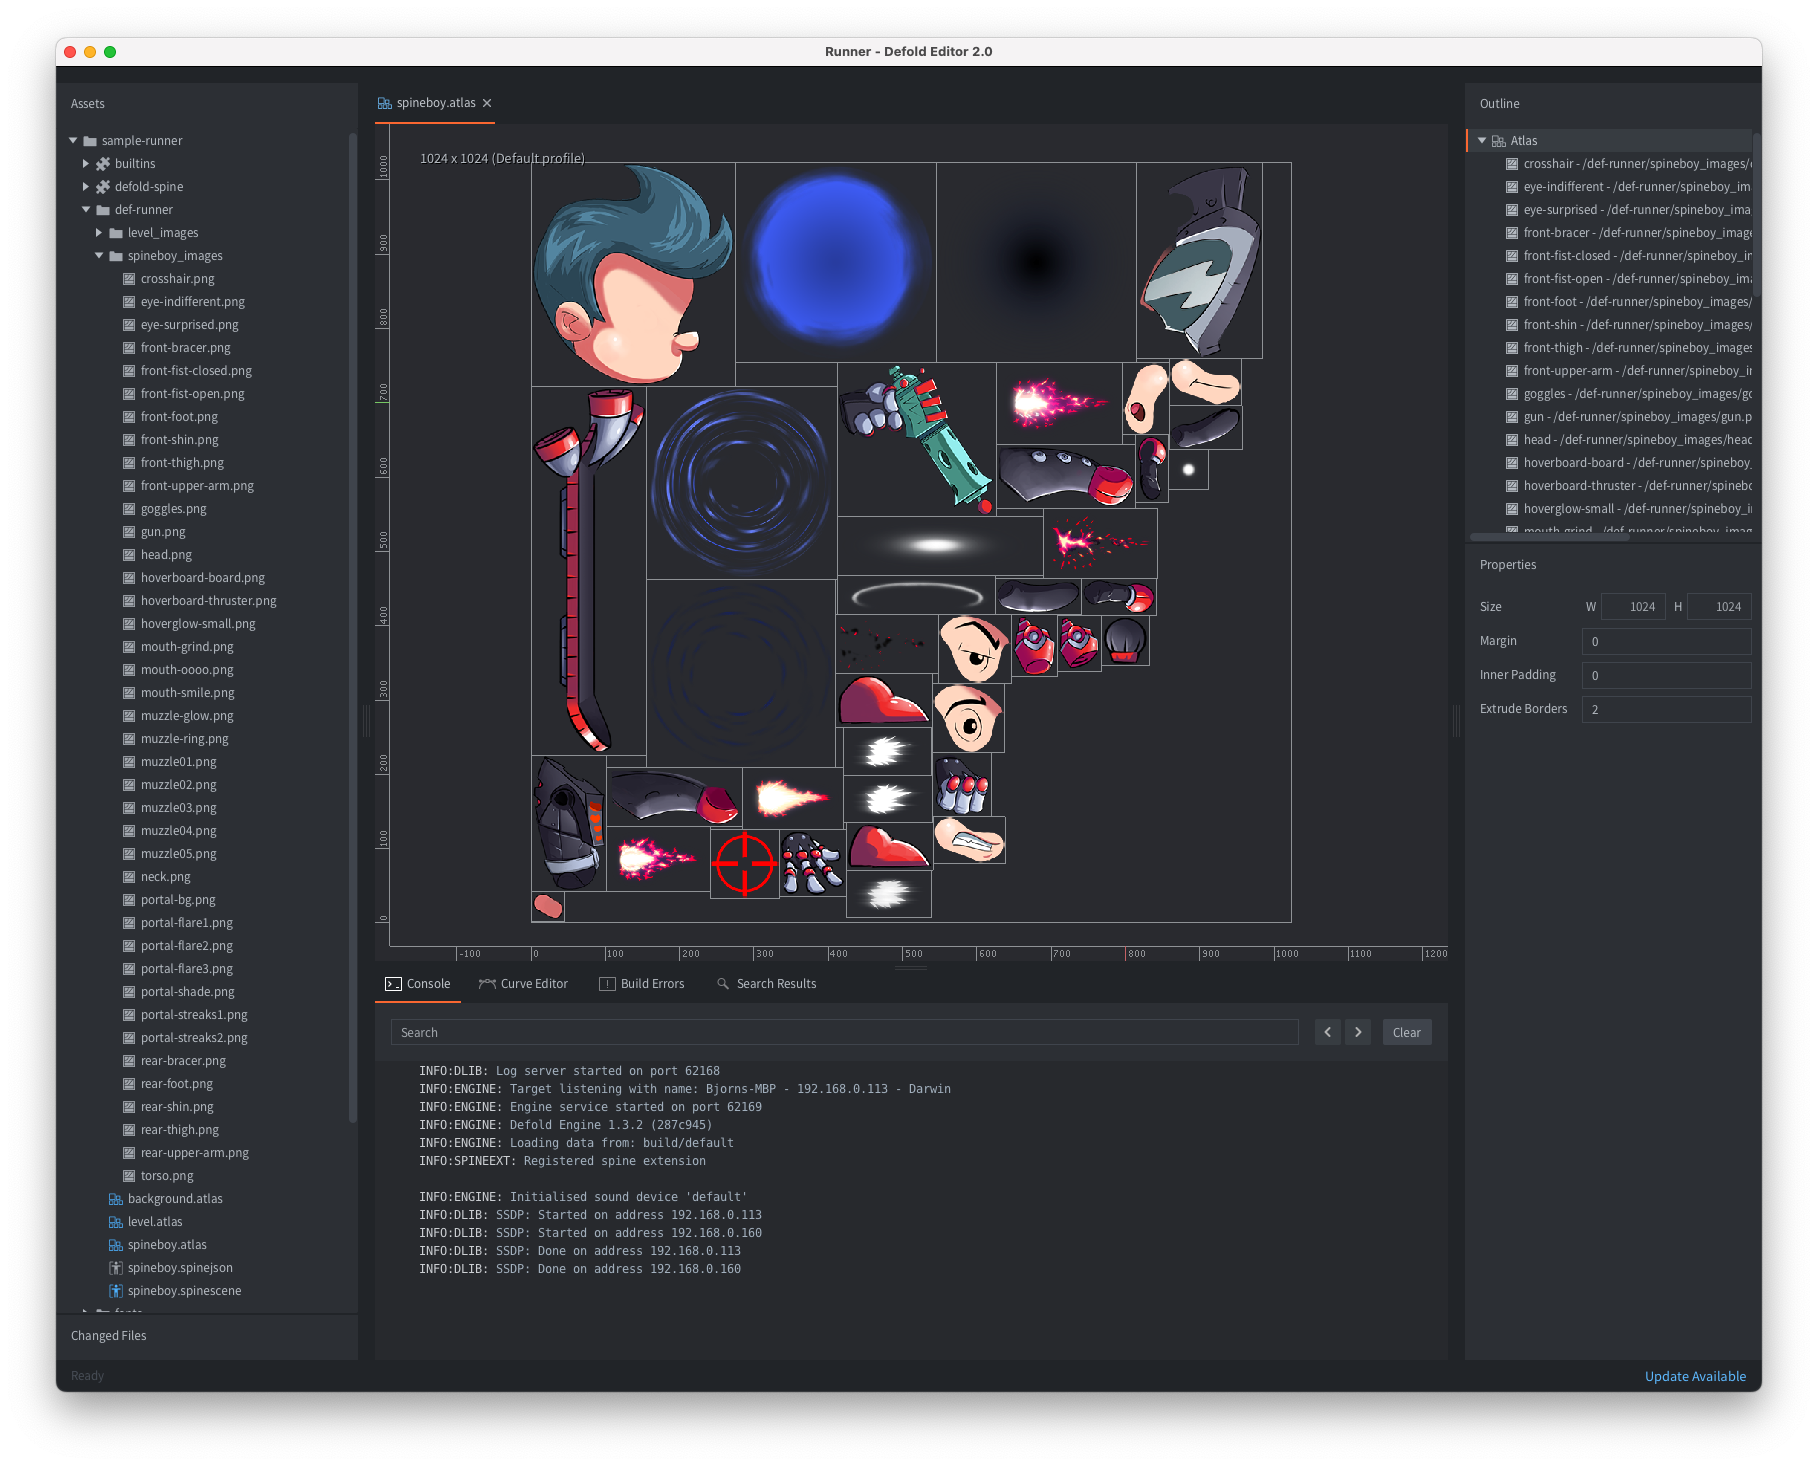 Runner - Defold Editor 2.0
Assets
sample-runner
builtins
defold-spine
def-runner
level_images
spineboy_images
crosshair.png
eye-indifferent.png
eye-surprised.png
front-bracer.png
front-fist-closed.png
front-fist-open.png
front-foot.png
front-shin.png
front-thigh.png
front-upper-arm.png
goggles.png
gun.png
head.png
hoverboard-board.png
hoverboard-thruster.png
hoverglow-small.png
mouth-grind.png
mouth-oooo.png
mouth-smile.png
muzzle-glow.png
muzzle-ring.png
muzzle01.png
muzzle02.png
muzzle03.png
muzzle04.png
muzzle05.png
neck.png
portal-bg.png
portal-flare1.png
portal-flare2.png
portal-flare3.png
portal-shade.png
portal-streaks1.png
portal-streaks2.png
rear-bracer.png
rear-foot.png
rear-shin.png
rear-thigh.png
rear-upper-arm.png
torso.png
background.atlas
level.atlas
spineboy.atlas
spineboy.spinejson
spineboy.spinescene
Changed Files
Ready
spineboy.atlas
1024 x 1024 (Default profile)
1000
900
800
700
600
500
400
300
200
100
0
-100 0 100 200 300 400 500 600 700 800 900 1000 1100 1200
Console Curve Editor Build Errors Search Results
Search Clear
INFO:DLIB: Log server started on port 62168
INFO:ENGINE: Target listening with name: Bjorns-MBP - 192.168.0.113 - Darwin
INFO:ENGINE: Engine service started on port 62169
INFO:ENGINE: Defold Engine 1.3.2 (287c945)
INFO:ENGINE: Loading data from: build/default
INFO:SPINEEXT: Registered spine extension
INFO:ENGINE: Initialised sound device 'default'
INFO:DLIB: SSDP: Started on address 192.168.0.113
INFO:DLIB: SSDP: Started on address 192.168.0.160
INFO:DLIB: SSDP: Done on address 192.168.0.113
INFO:DLIB: SSDP: Done on address 192.168.0.160
Outline
Atlas
crosshair - /def-runner/spineboy_images/
eye-indifferent - /def-runner/spineboy_im
eye-surprised - /def-runner/spineboy_ima
front-bracer - /def-runner/spineboy_image
front-fist-closed - /def-runner/spineboy_i
front-fist-open - /def-runner/spineboy_im
front-foot - /def-runner/spineboy_images/
front-shin - /def-runner/spineboy_images/
front-thigh - /def-runner/spineboy_images
front-upper-arm - /def-runner/spineboy_i
goggles - /def-runner/spineboy_images/go
gun - /def-runner/spineboy_images/gun.p
head - /def-runner/spineboy_images/head
hoverboard-board - /def-runner/spineboy_
hoverboard-thruster - /def-runner/spinebo
hoverglow-small - /def-runner/spineboy_i
Properties
Size W 1024 H 1024
Margin 0
Inner Padding 0
Extrude Borders 2
Update Available